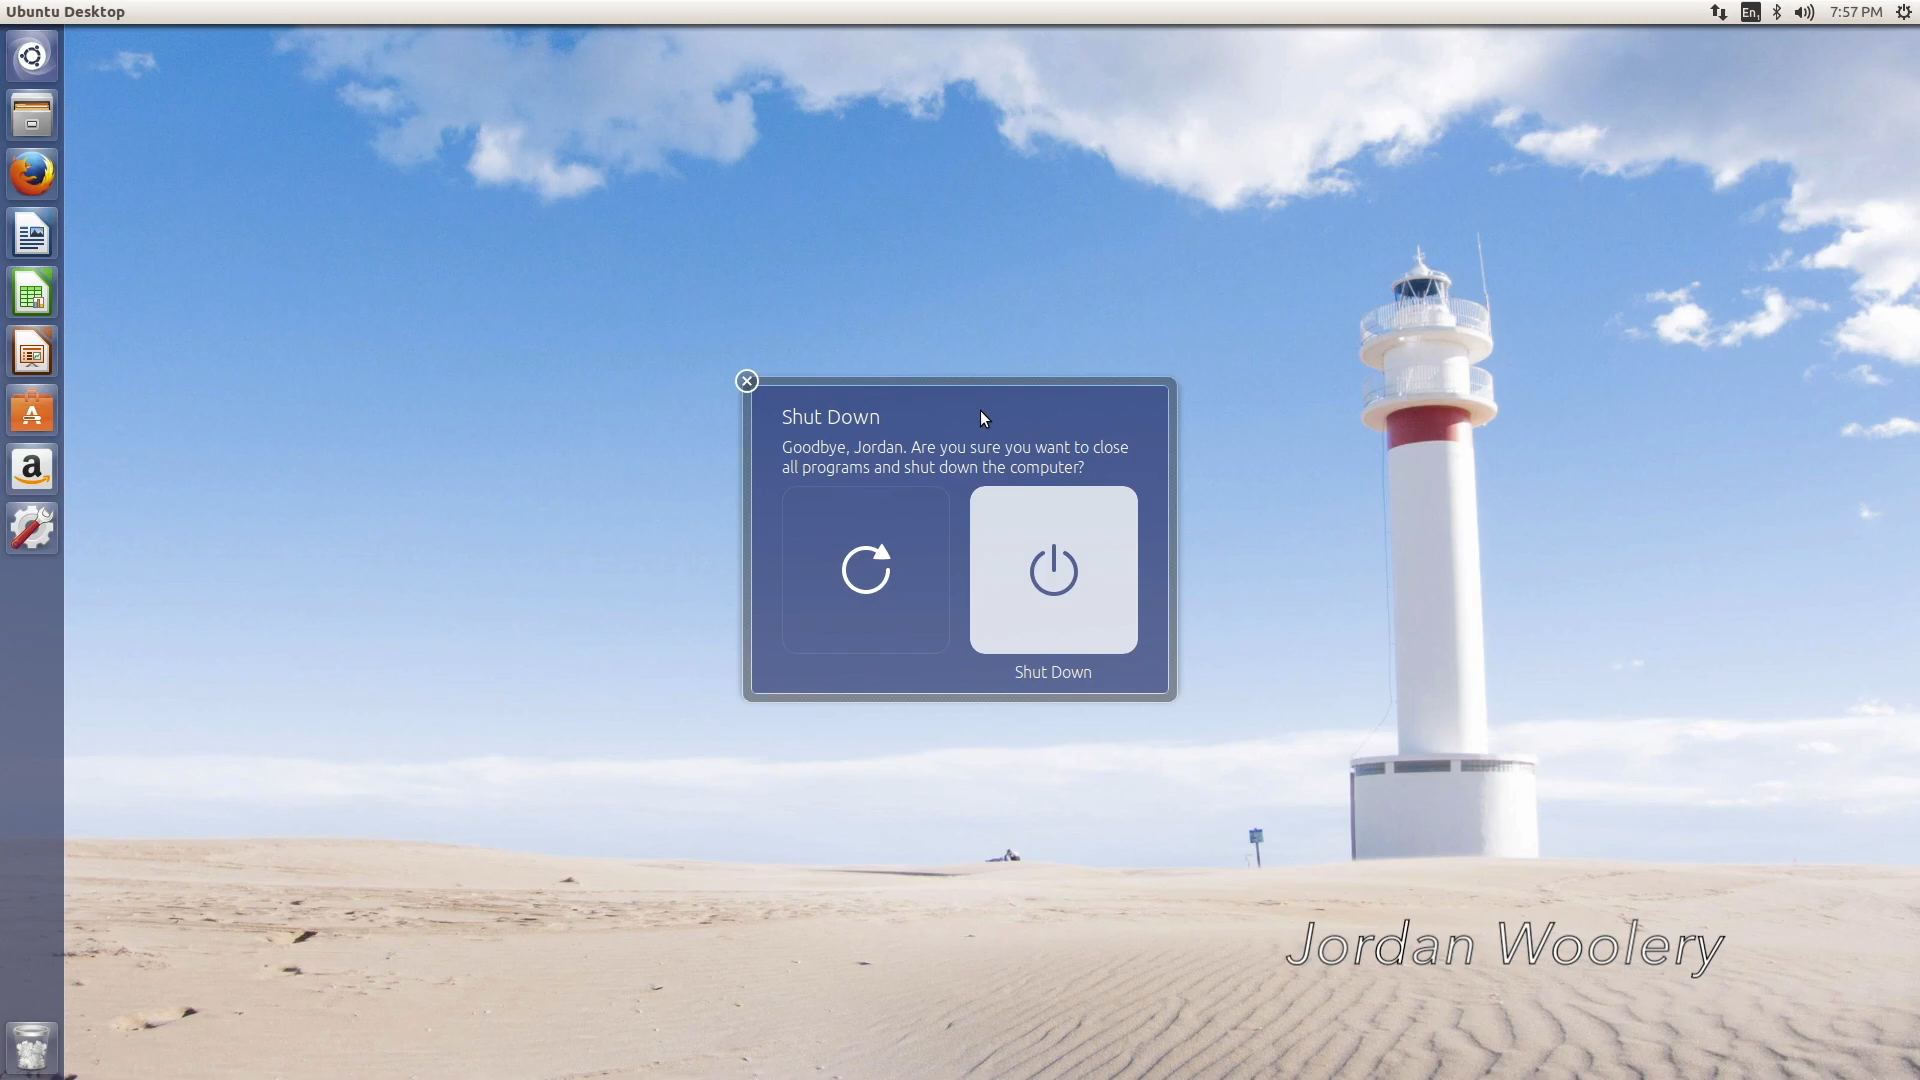 Ubuntu Desktop
En1
7:57 PM
Shut Down
Goodbye, Jordan. Are you sure you want to close
all programs and shut down the computer?
Shut Down
Jordan Woolery